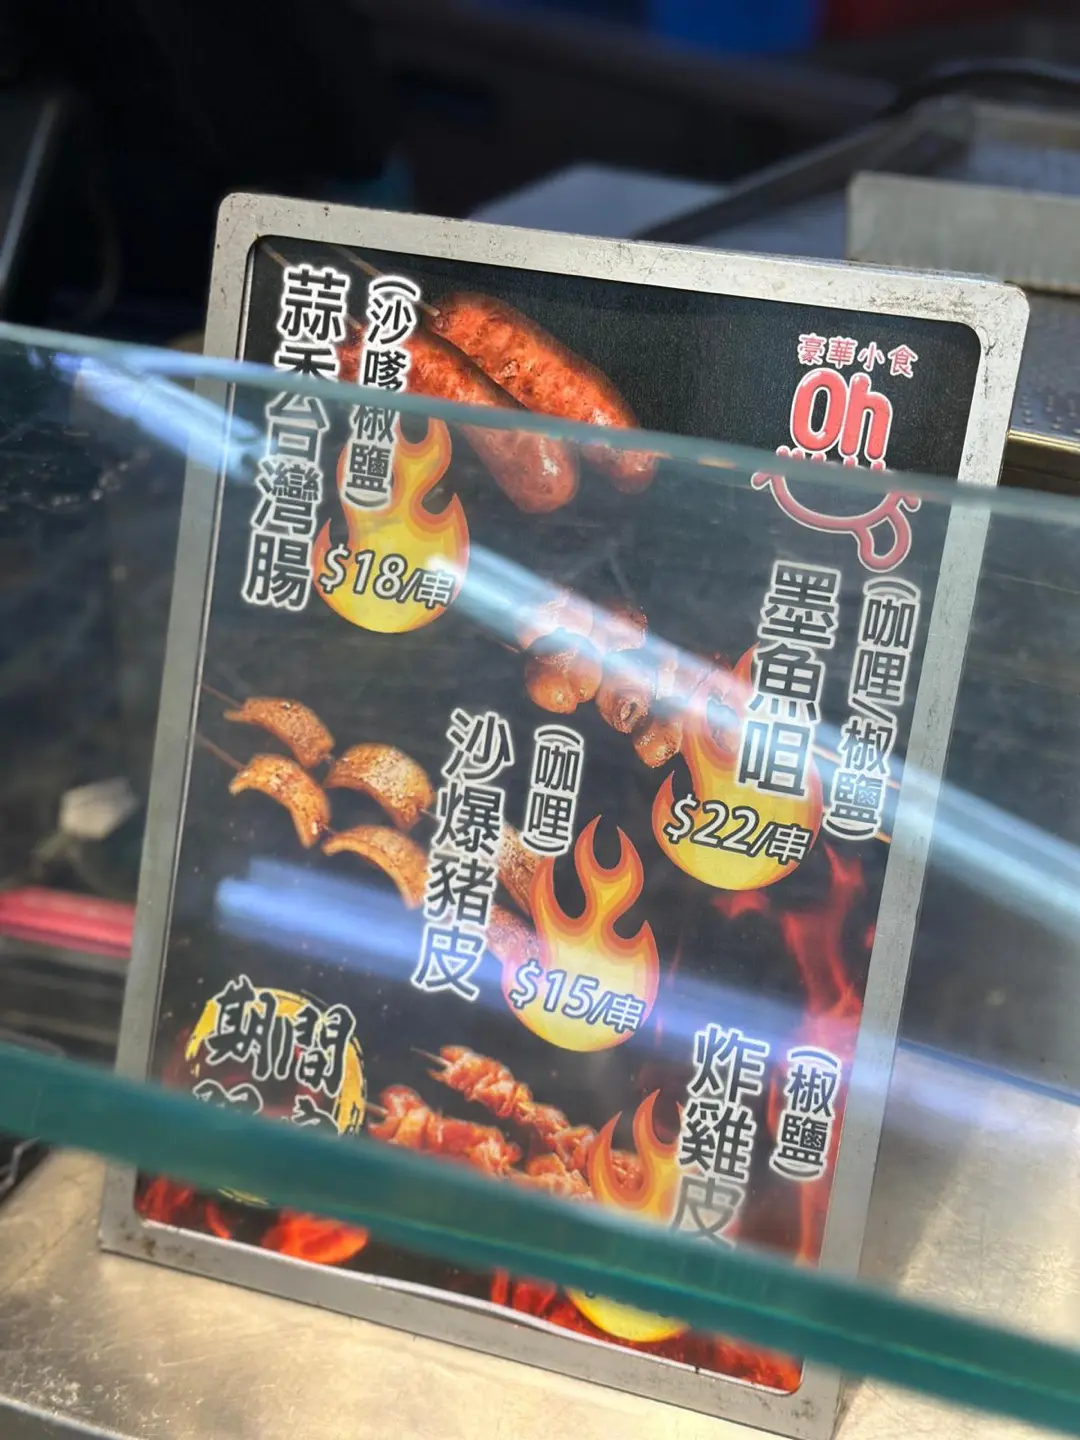 豪華小食
Oh
蒜香台灣腸
(沙嗲椒鹽)
$18/串
墨魚咀
(咖哩/椒鹽)
$22/串
沙爆豬皮
(咖哩)
$15/串
炸雞皮
(椒鹽)
期間